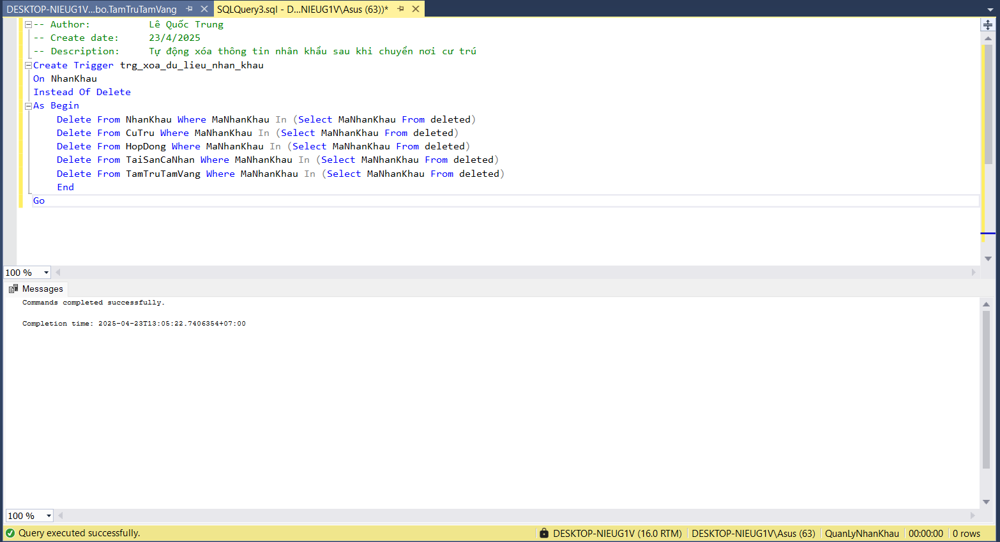 DESKTOP-NIEUG1V...bo.TamTruTamVang
SQLQuery3.sql - D...NIEUG1V\Asus (63))*
-- Author:          Lê Quốc Trung
-- Create date:     23/4/2025
-- Description:     Tự động xóa thông tin nhân khẩu sau khi chuyển nơi cư trú
Create Trigger trg_xoa_du_lieu_nhan_khau
On NhanKhau
Instead Of Delete
As Begin
    Delete From NhanKhau Where MaNhanKhau In (Select MaNhanKhau From deleted)
    Delete From CuTru Where MaNhanKhau In (Select MaNhanKhau From deleted)
    Delete From HopDong Where MaNhanKhau In (Select MaNhanKhau From deleted)
    Delete From TaiSanCaNhan Where MaNhanKhau In (Select MaNhanKhau From deleted)
    Delete From TamTruTamVang Where MaNhanKhau In (Select MaNhanKhau From deleted)
    End
Go
100 %
Messages
Commands completed successfully.
Completion time: 2025-04-23T13:05:22.7406354+07:00
100 %
Query executed successfully.
DESKTOP-NIEUG1V (16.0 RTM)
DESKTOP-NIEUG1V\Asus (63)
QuanLyNhanKhau
00:00:00
0 rows